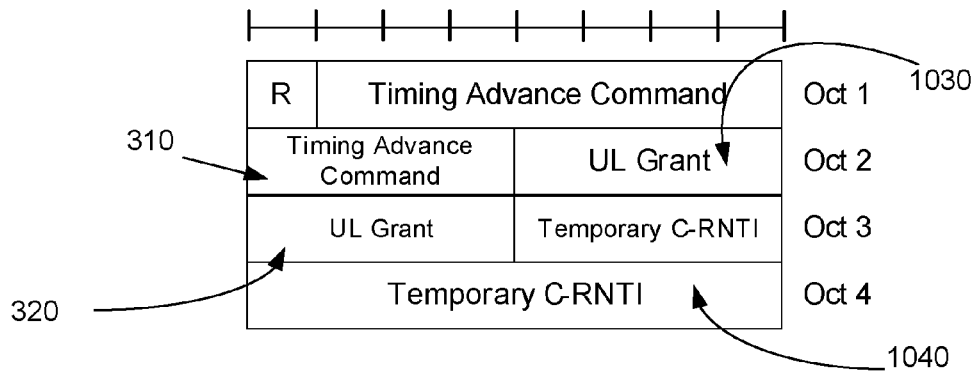 1030
R Timing Advance Command Oct 1
310
Timing Advance
Command
UL Grant Oct 2
UL Grant Temporary C-RNTI Oct 3
320
Temporary C-RNTI Oct 4
1040